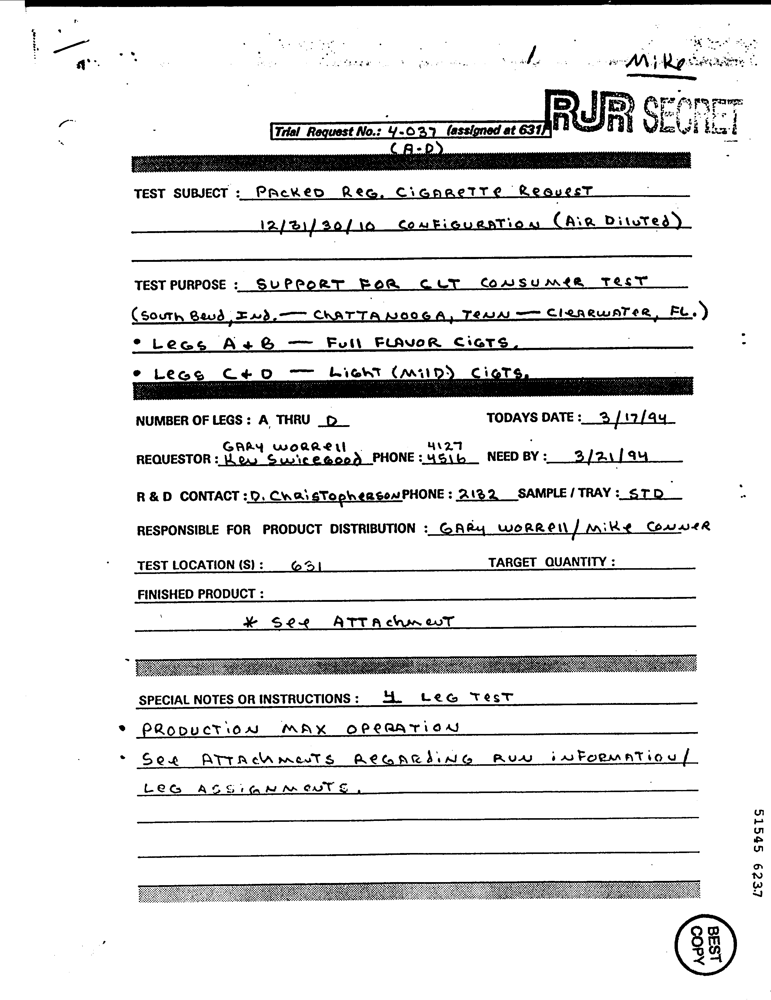 Mike
RJR SECRET
Trial Request No.: 4-037 (assigned at 631)
(A-D)
TEST SUBJECT : PACKED REG. CIGARETTE REQUEST
12/31/30/10 CONFIGURATION (AIR DILUTED)
TEST PURPOSE : SUPPORT FOR CLT CONSUMER TEST
(SOUTH BEND, IND. — CHATTANOOGA, TENN — CLEARWATER, FL.)
• LEGS A + B — FULL FLAVOR CIGTS.
• LEGS C + D — LIGHT (MILD) CIGTS.
NUMBER OF LEGS : A THRU D TODAYS DATE : 3/17/94
GARY WORRELL 4127
REQUESTOR : KEN SWICEGOOD PHONE : 4516 NEED BY : 3/21/94
R & D CONTACT : D. CHRISTOPHERSON PHONE : 2132 SAMPLE / TRAY : STD
RESPONSIBLE FOR PRODUCT DISTRIBUTION : GARY WORRELL / MIKE CONNER
TEST LOCATION (S) : 631 TARGET QUANTITY :
FINISHED PRODUCT :
* SEE ATTACHMENT
SPECIAL NOTES OR INSTRUCTIONS : 4 LEG TEST
• PRODUCTION MAX OPERATION
• SEE ATTACHMENTS REGARDING RUN INFORMATION/
LEG ASSIGNMENTS.
51545 6237
BEST
COPY